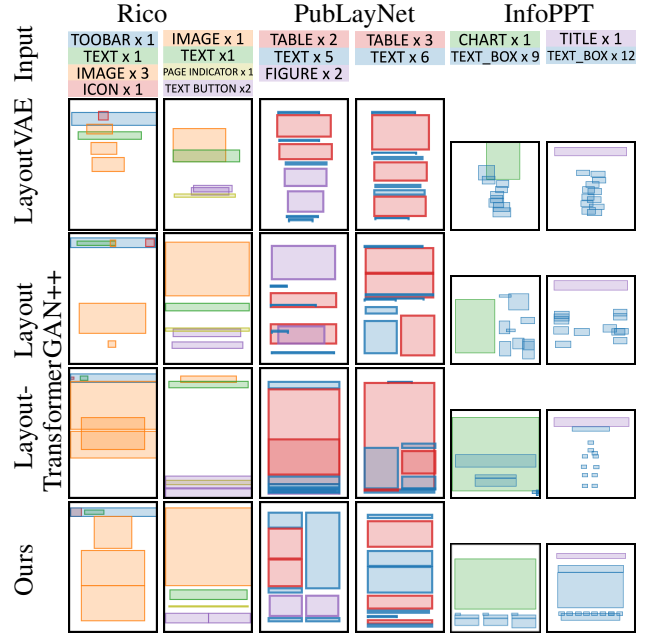 Rico PubLayNet InfoPPT
Input
TOOBAR x 1
TEXT x 1
IMAGE x 3
ICON x 1
IMAGE x 1
TEXT x1
PAGE INDICATOR x 1
TEXT BUTTON x2
TABLE x 2
TEXT x 5
FIGURE x 2
TABLE x 3
TEXT x 6
CHART x 1
TEXT_BOX x 9
TITLE x 1
TEXT_BOX x 12
LayoutVAE
Layout
GAN++
Layout-
Transformer
Ours